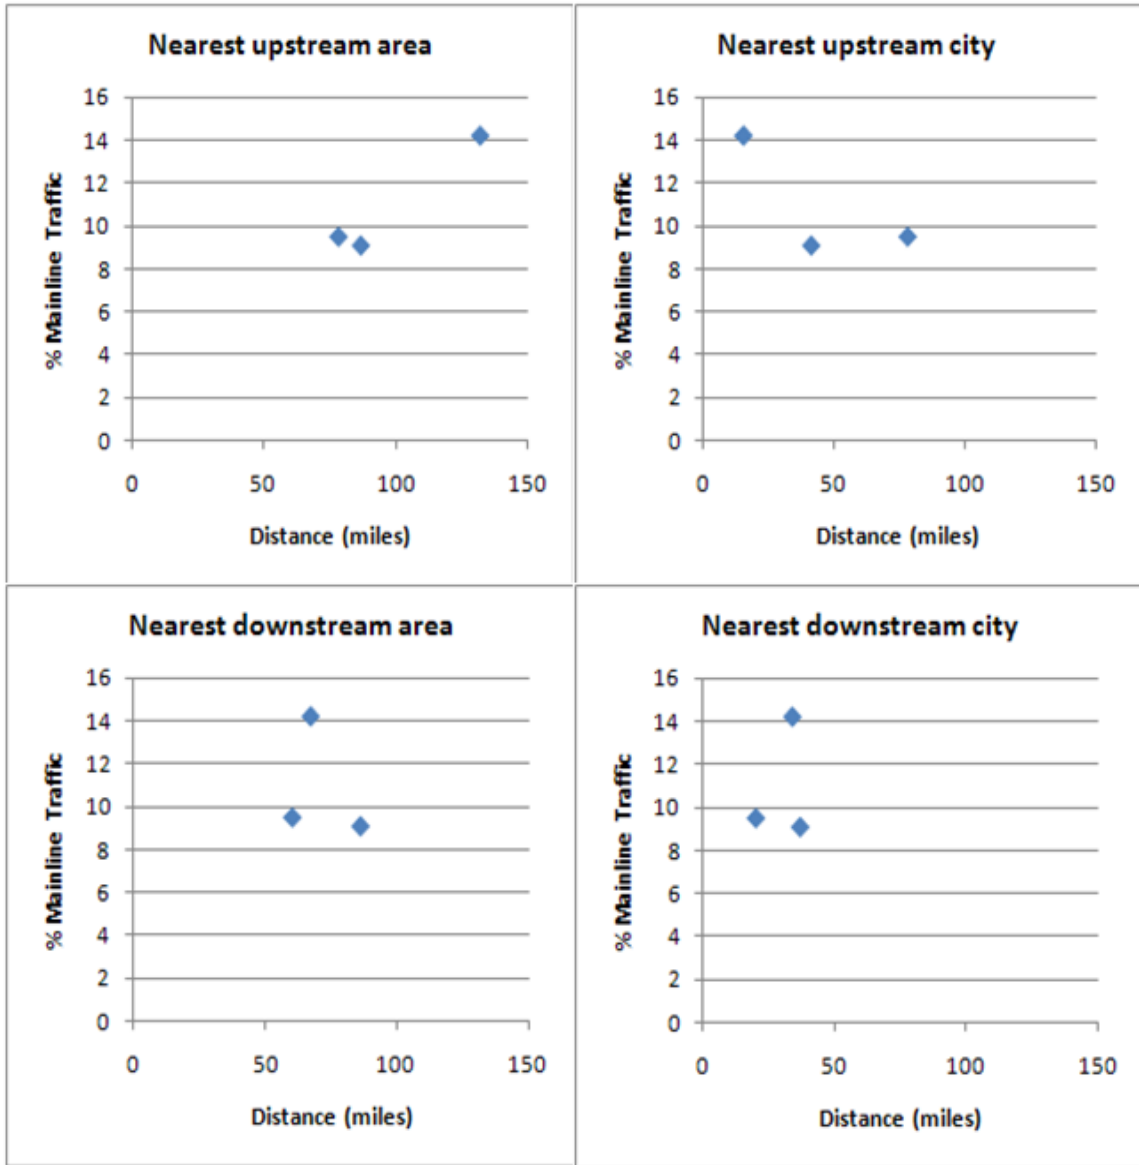 Nearest upstream area
16
14
12
10
8
6
4
2
0
% Mainline Traffic
0 50 100 150
Distance (miles)
Nearest upstream city
16
14
12
10
8
6
4
2
0
% Mainline Traffic
0 50 100 150
Distance (miles)
Nearest downstream area
16
14
12
10
8
6
4
2
0
% Mainline Traffic
0 50 100 150
Distance (miles)
Nearest downstream city
16
14
12
10
8
6
4
2
0
% Mainline Traffic
0 50 100 150
Distance (miles)